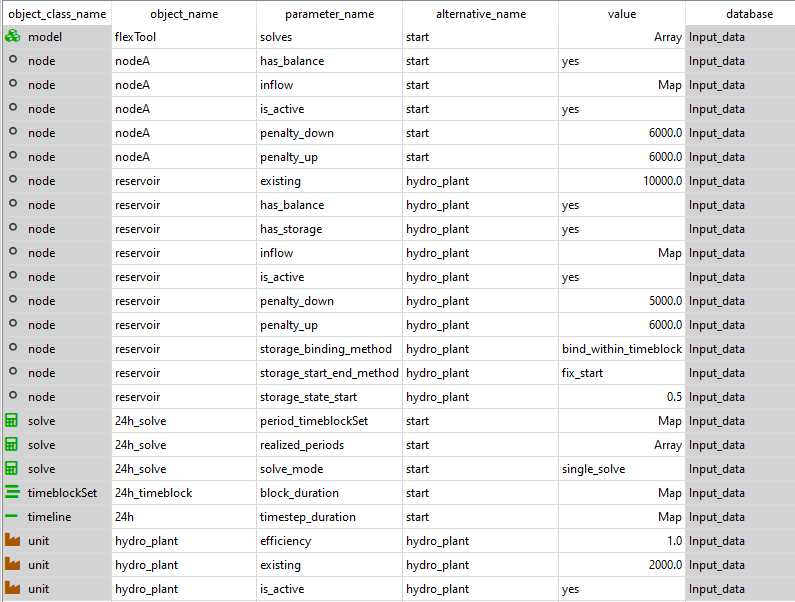 object_class_name object_name parameter_name alternative_name value database
model flexTool solves start Array Input_data
node nodeA has_balance start yes Input_data
node nodeA inflow start Map Input_data
node nodeA is_active start yes Input_data
node nodeA penalty_down start 6000.0 Input_data
node nodeA penalty_up start 6000.0 Input_data
node reservoir existing hydro_plant 10000.0 Input_data
node reservoir has_balance hydro_plant yes Input_data
node reservoir has_storage hydro_plant yes Input_data
node reservoir inflow hydro_plant Map Input_data
node reservoir is_active hydro_plant yes Input_data
node reservoir penalty_down hydro_plant 5000.0 Input_data
node reservoir penalty_up hydro_plant 6000.0 Input_data
node reservoir storage_binding_method hydro_plant bind_within_timeblock Input_data
node reservoir storage_start_end_method hydro_plant fix_start Input_data
node reservoir storage_state_start hydro_plant 0.5 Input_data
solve 24h_solve period_timeblockSet start Map Input_data
solve 24h_solve realized_periods start Array Input_data
solve 24h_solve solve_mode start single_solve Input_data
timeblockSet 24h_timeblock block_duration start Map Input_data
timeline 24h timestep_duration start Map Input_data
unit hydro_plant efficiency hydro_plant 1.0 Input_data
unit hydro_plant existing hydro_plant 2000.0 Input_data
unit hydro_plant is_active hydro_plant yes Input_data